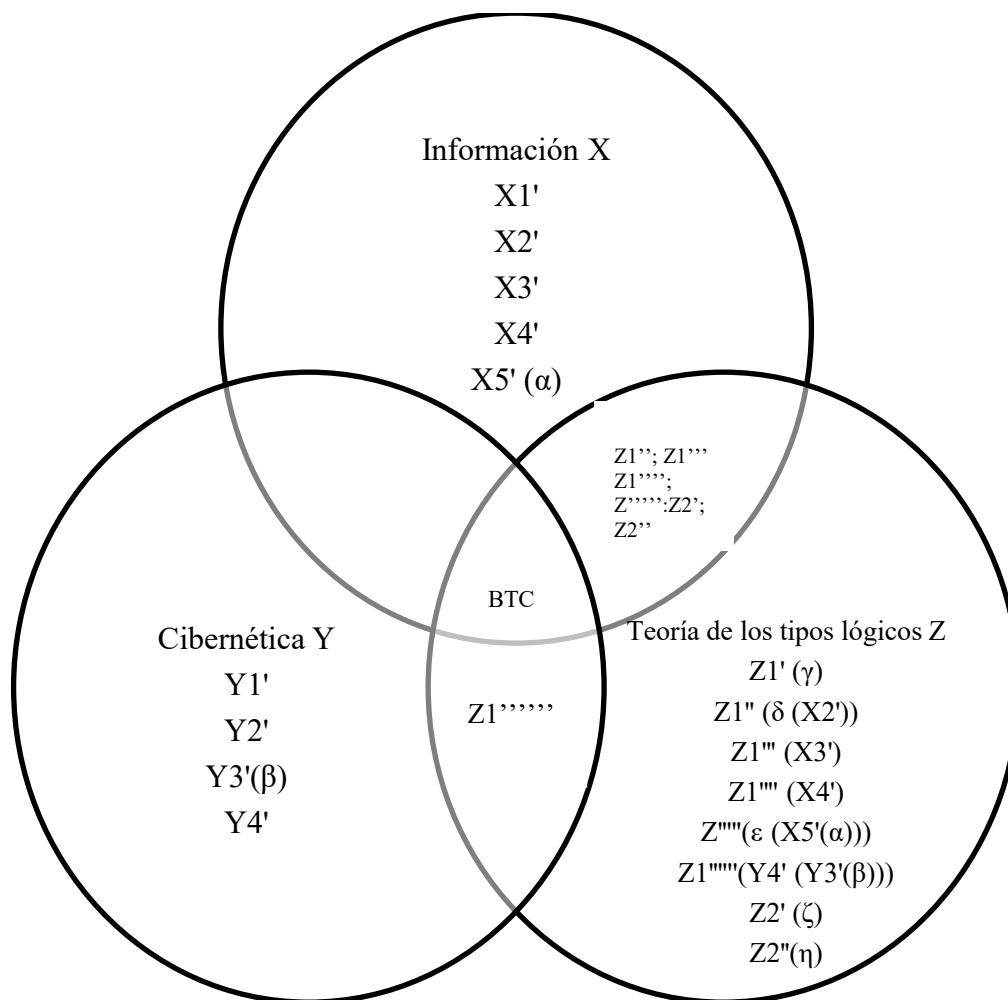 Información X
X1'
X2'
X3'
X4'
X5' (α)
Z1’’; Z1’’’
Z1’’’’;
Z’’’’’:Z2’;
Z2’’
BTC
Cibernética Y
Y1'
Y2'
Y3'(β)
Y4'
Z1’’’’’’
Teoría de los tipos lógicos Z
Z1' (γ)
Z1'' (δ (X2'))
Z1''' (X3')
Z1'''' (X4')
Z'''''(ε (X5'(α)))
Z1''''''(Y4' (Y3'(β)))
Z2' (ζ)
Z2''(η)